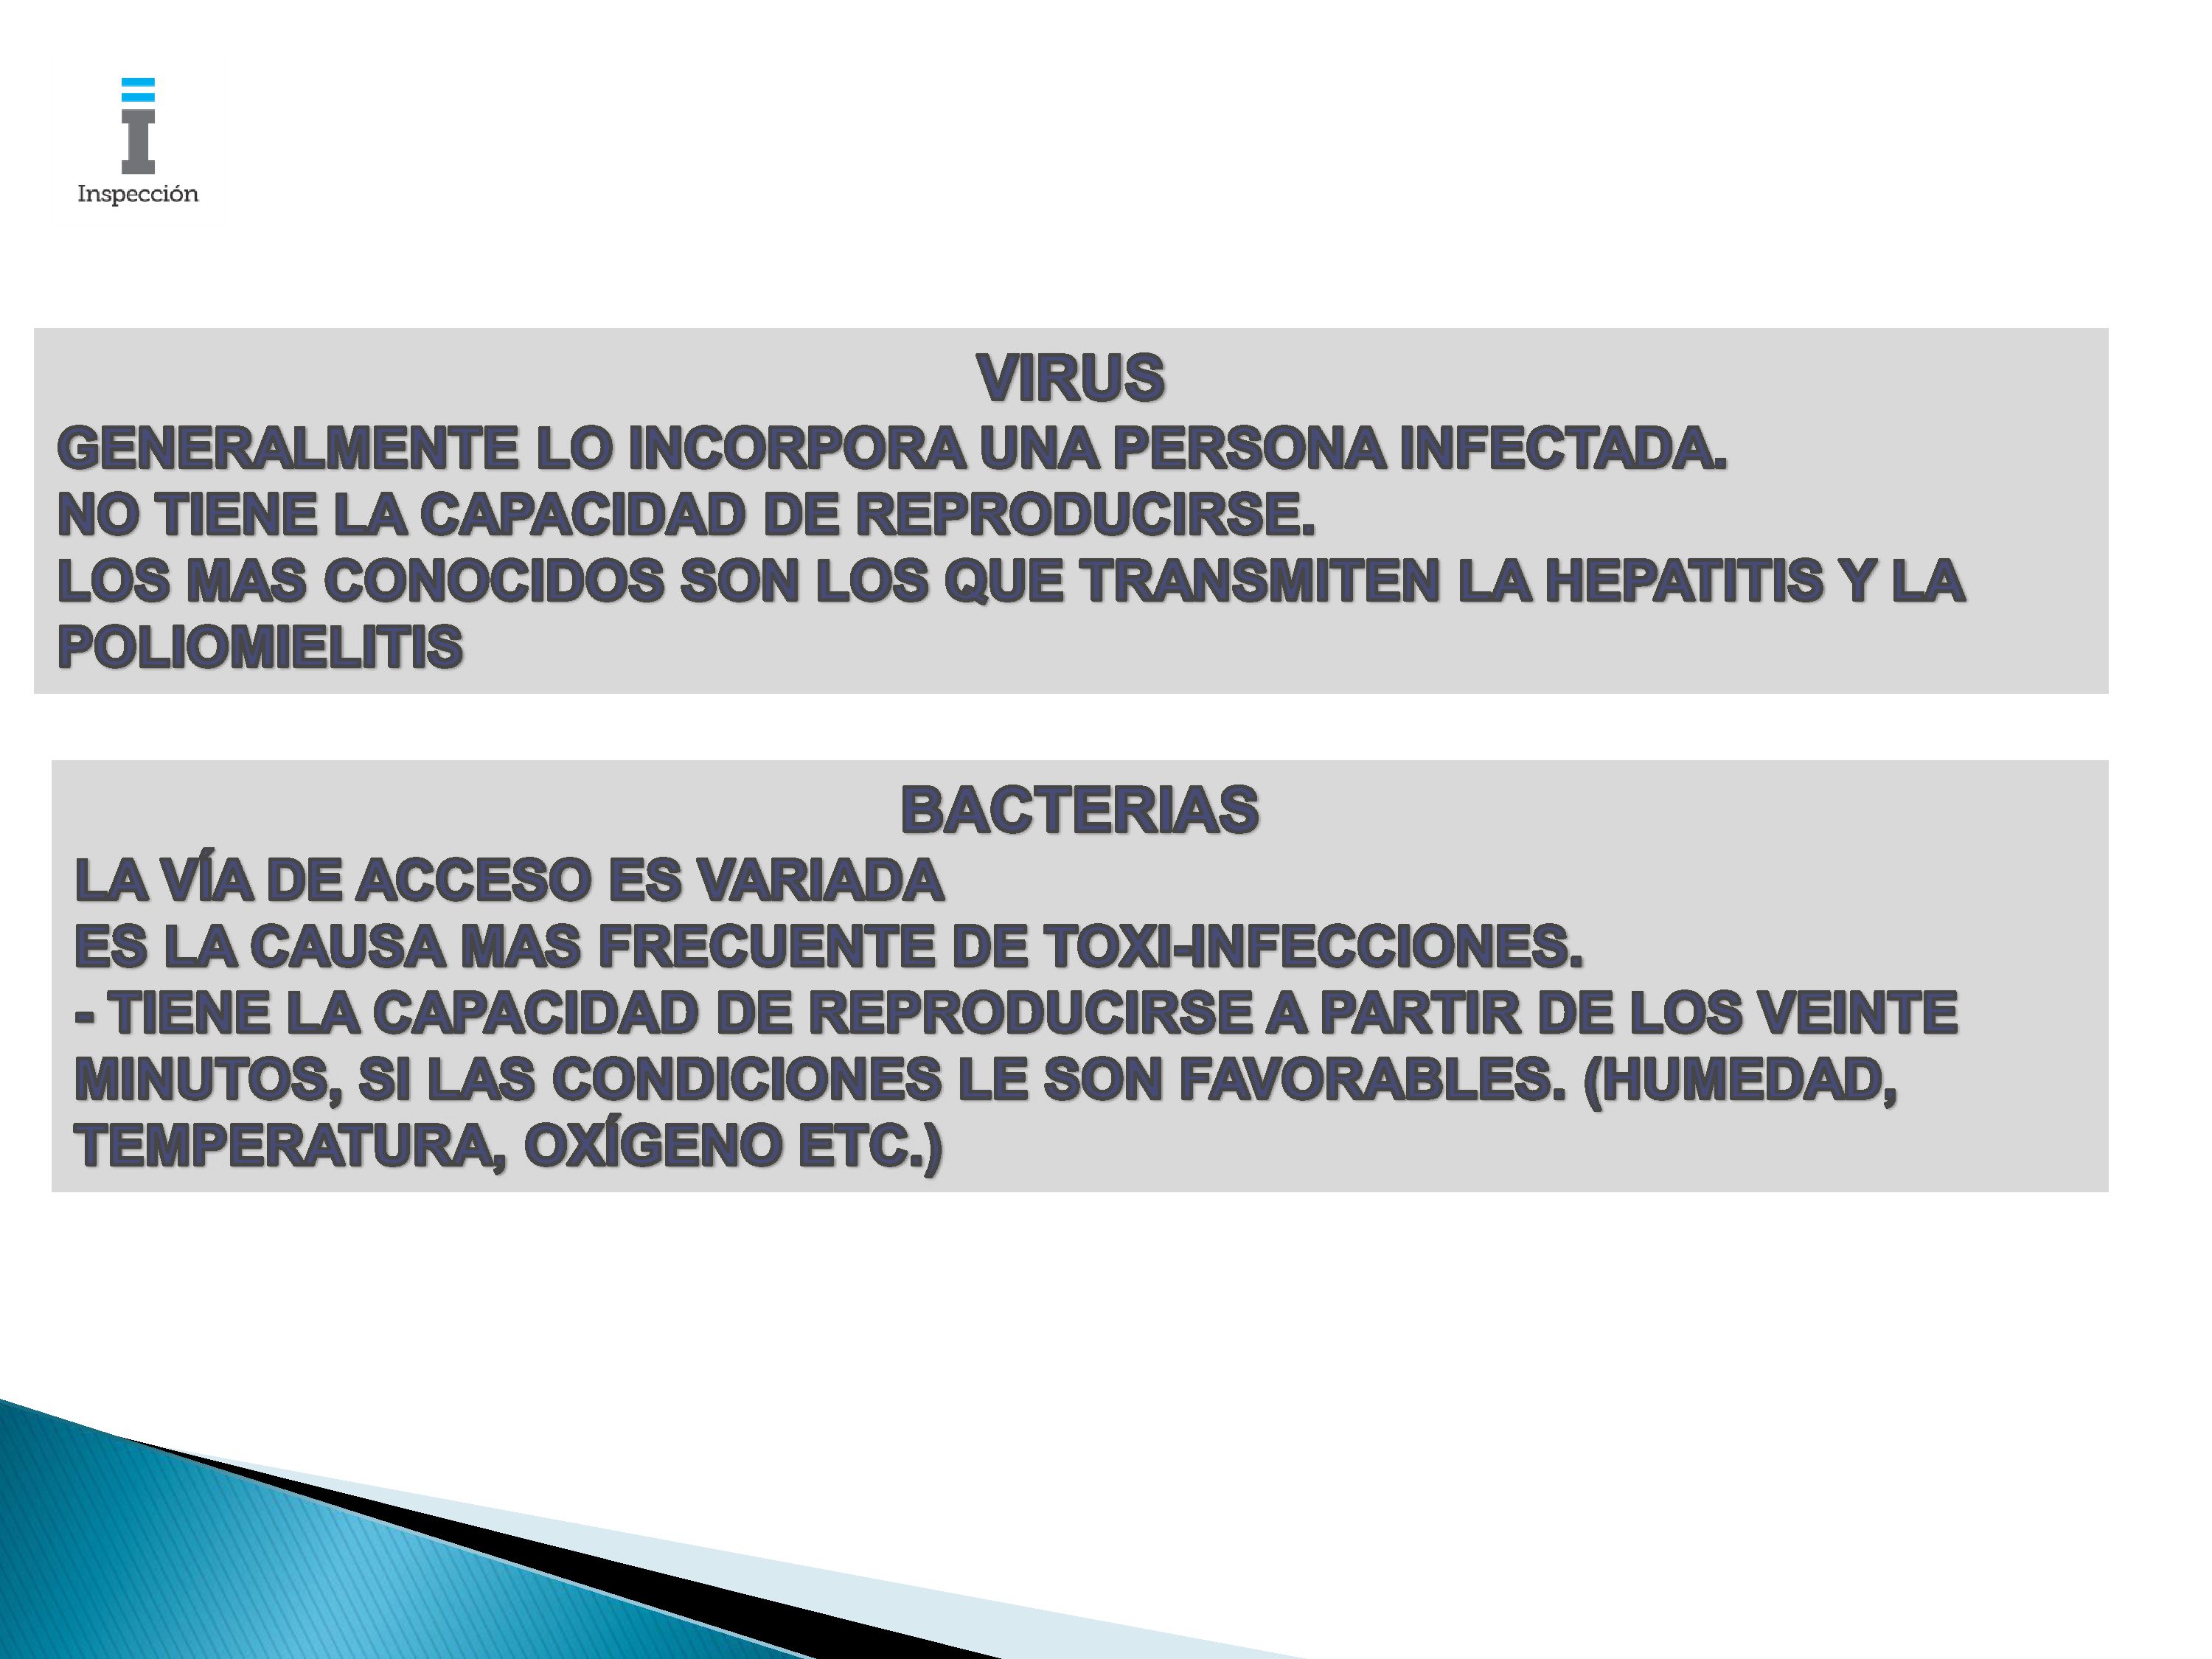 Inspección
VIRUS
GENERALMENTE LO INCORPORA UNA PERSONA INFECTADA.
NO TIENE LA CAPACIDAD DE REPRODUCIRSE.
LOS MAS CONOCIDOS SON LOS QUE TRANSMITEN LA HEPATITIS Y LA
POLIOMIELITIS
BACTERIAS
LA VÍA DE ACCESO ES VARIADA
ES LA CAUSA MAS FRECUENTE DE TOXI-INFECCIONES.
- TIENE LA CAPACIDAD DE REPRODUCIRSE A PARTIR DE LOS VEINTE
MINUTOS, SI LAS CONDICIONES LE SON FAVORABLES. (HUMEDAD,
TEMPERATURA, OXÍGENO ETC.)